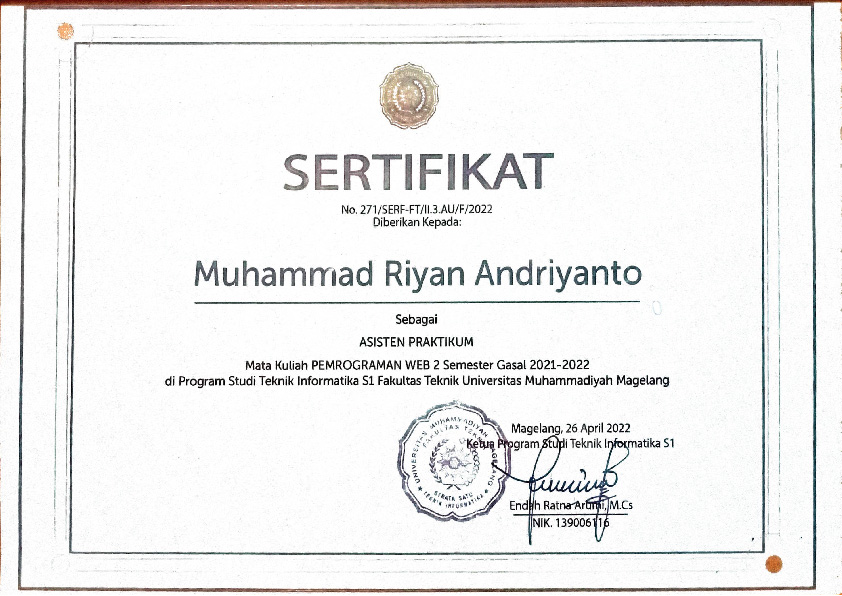 SERTIFIKAT
No. 271/SERF-FT/II.3.AU/F/2022
Diberikan Kepada:
Muhammad Riyan Andriyanto
Sebagai
ASISTEN PRAKTIKUM
Mata Kuliah PEMROGRAMAN WEB 2 Semester Gasal 2021-2022
di Program Studi Teknik Informatika S1 Fakultas Teknik Universitas Muhammadiyah Magelang
Magelang, 26 April 2022
Ketua Program Studi Teknik Informatika S1
UNIVERSITAS MUHAMMADIYAH MAGELANG
FAKULTAS TEKNIK
STRATA SATU
TEKNIK INFORMATIKA
Endah Ratna Arumi, M.Cs
NIK. 139006116